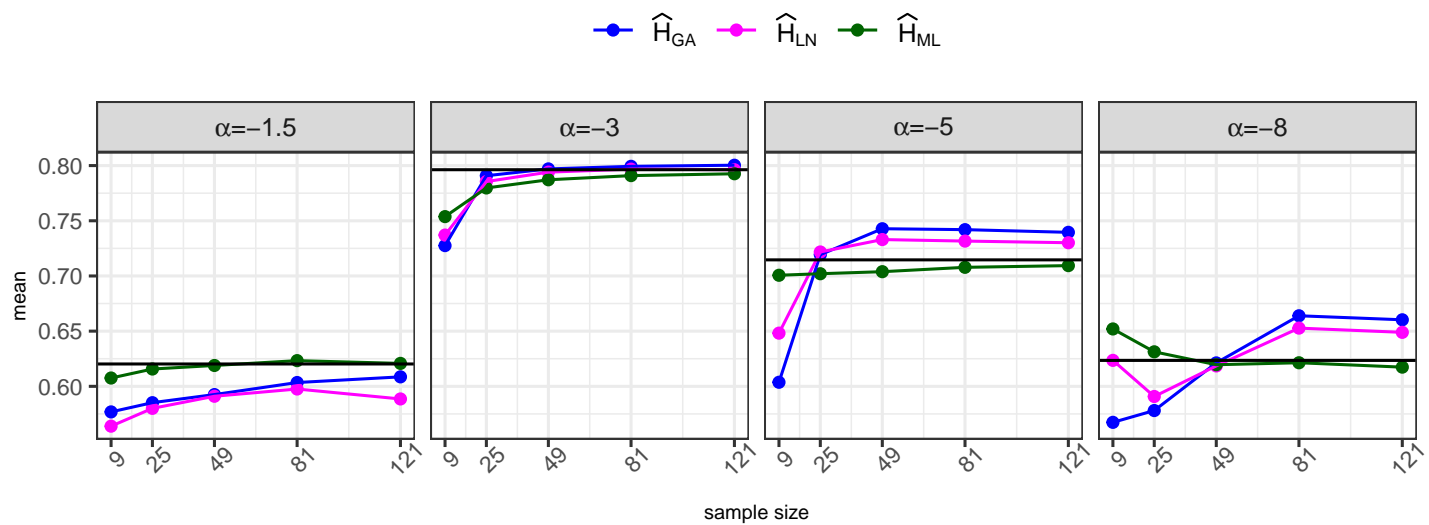 Ĥ_GA Ĥ_LN Ĥ_ML
α=−1.5 α=−3 α=−5 α=−8
0.80
0.75
0.70
0.65
0.60
mean
9 25 49 81 121 9 25 49 81 121 9 25 49 81 121 9 25 49 81 121
sample size